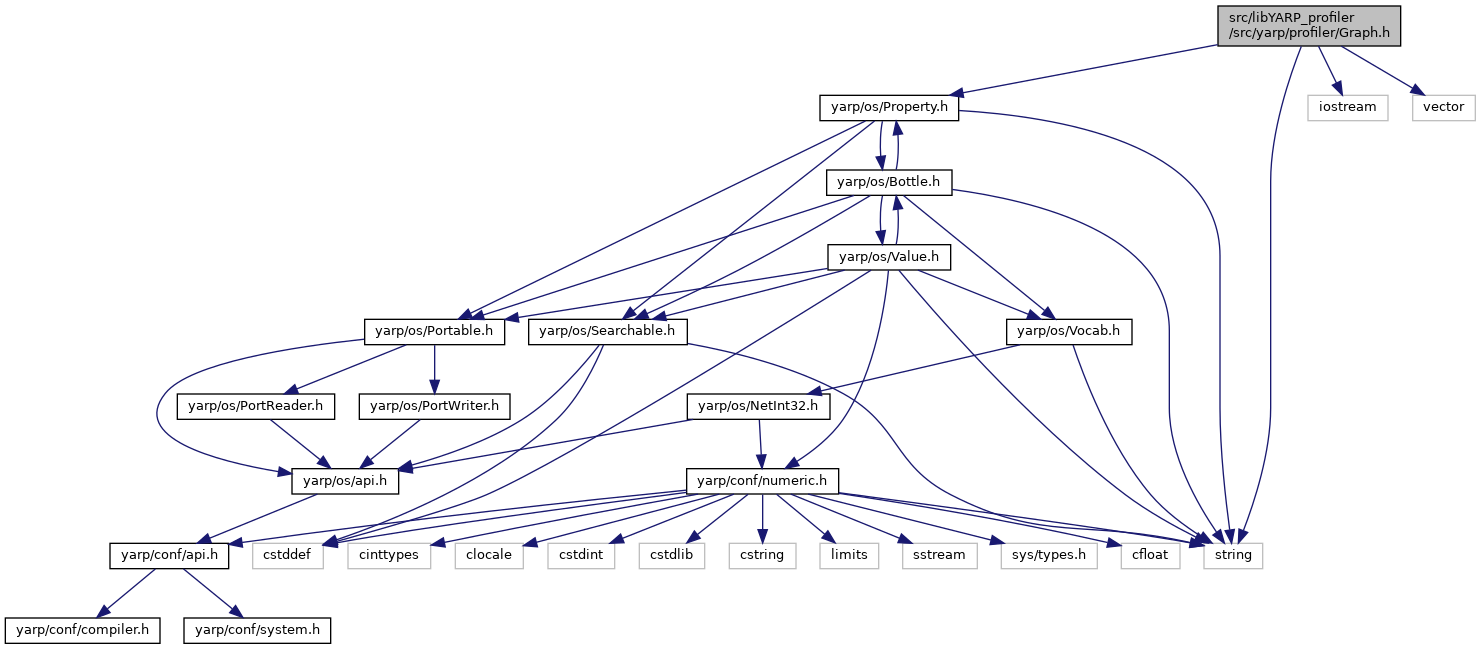 src/libYARP_profiler
/src/yarp/profiler/Graph.h
yarp/os/Property.h
iostream
vector
yarp/os/Bottle.h
yarp/os/Value.h
yarp/os/Portable.h
yarp/os/Searchable.h
yarp/os/Vocab.h
yarp/os/PortReader.h
yarp/os/PortWriter.h
yarp/os/NetInt32.h
yarp/os/api.h
yarp/conf/numeric.h
yarp/conf/api.h
cstddef
cinttypes
clocale
cstdint
cstdlib
cstring
limits
sstream
sys/types.h
cfloat
string
yarp/conf/compiler.h
yarp/conf/system.h